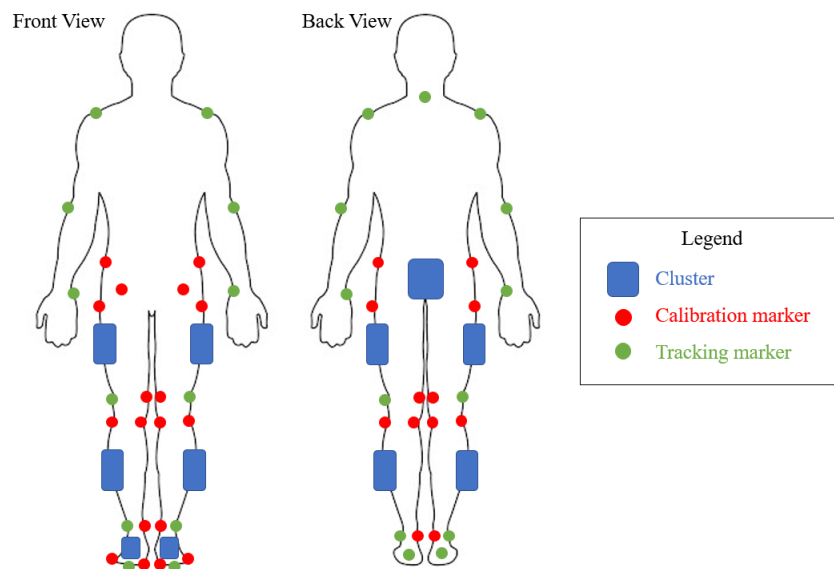 Front View
Back View
Legend
Cluster
Calibration marker
Tracking marker